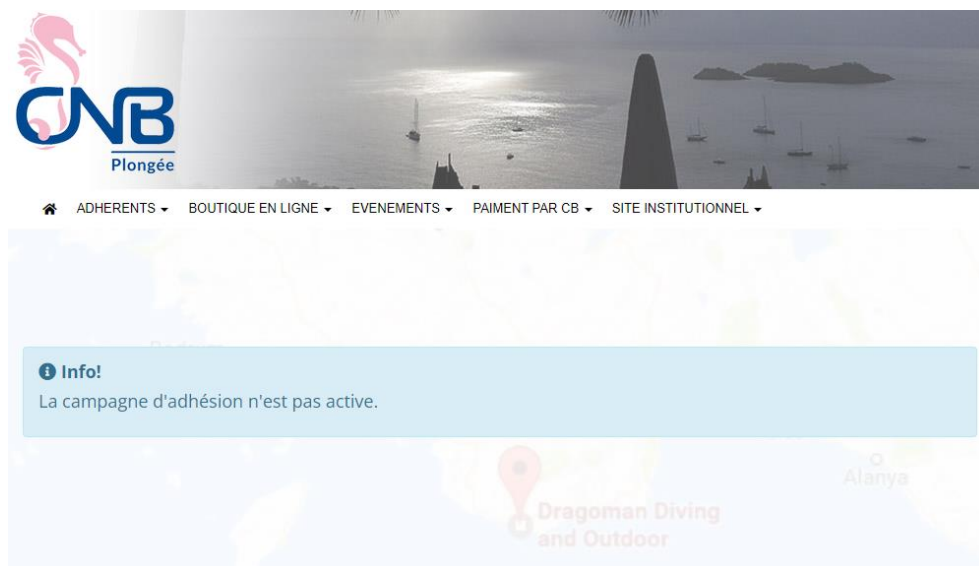 CNB
Plongée
ADHERENTS BOUTIQUE EN LIGNE EVENEMENTS PAIMENT PAR CB SITE INSTITUTIONNEL
Info!
La campagne d'adhésion n'est pas active.
Alanya
Dragoman Diving
and Outdoor